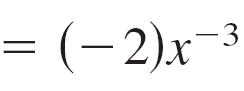 = (−2)x⁻³